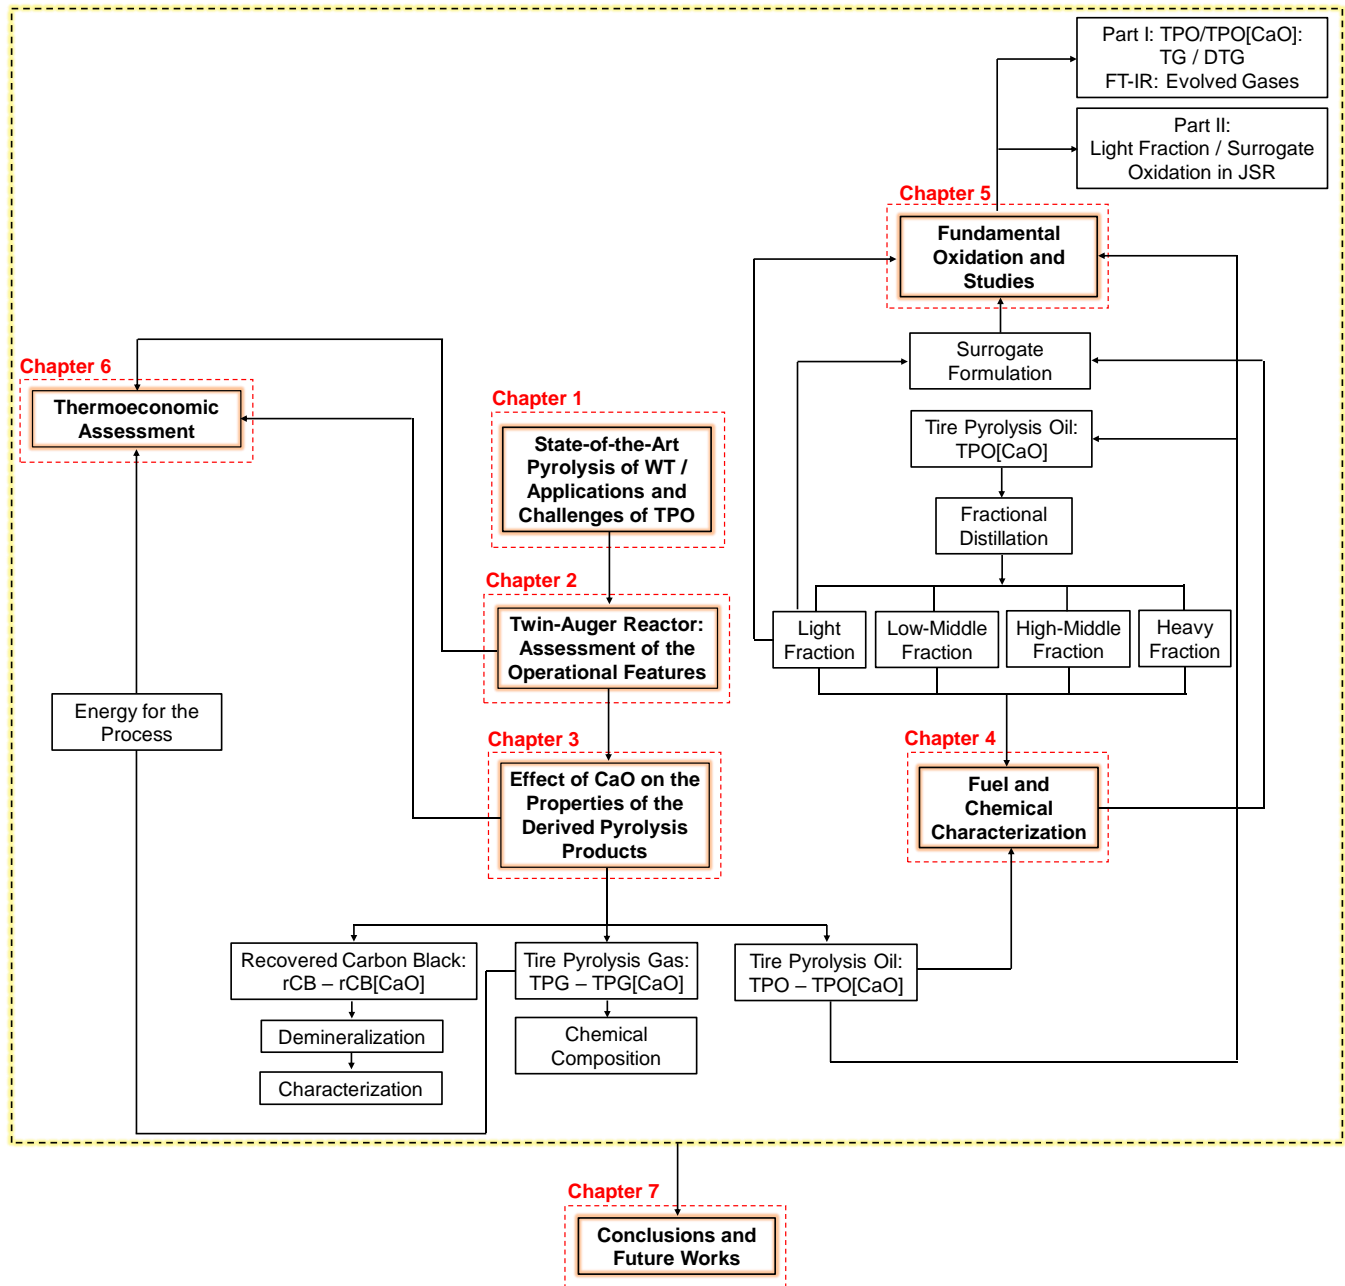 Part I: TPO/TPO[CaO]:
TG / DTG
FT-IR: Evolved Gases
Part II:
Light Fraction / Surrogate
Oxidation in JSR
Chapter 5
Fundamental
Oxidation and
Studies
Surrogate
Formulation
Chapter 6
Thermoeconomic
Assessment
Chapter 1
State-of-the-Art
Pyrolysis of WT /
Applications and
Challenges of TPO
Tire Pyrolysis Oil:
TPO[CaO]
Fractional
Distillation
Chapter 2
Twin-Auger Reactor:
Assessment of the
Operational Features
Light
Fraction
Low-Middle
Fraction
High-Middle
Fraction
Heavy
Fraction
Energy for the
Process
Chapter 3
Effect of CaO on the
Properties of the
Derived Pyrolysis
Products
Chapter 4
Fuel and
Chemical
Characterization
Recovered Carbon Black:
rCB – rCB[CaO]
Tire Pyrolysis Gas:
TPG – TPG[CaO]
Tire Pyrolysis Oil:
TPO – TPO[CaO]
Demineralization
Chemical
Composition
Characterization
Chapter 7
Conclusions and
Future Works